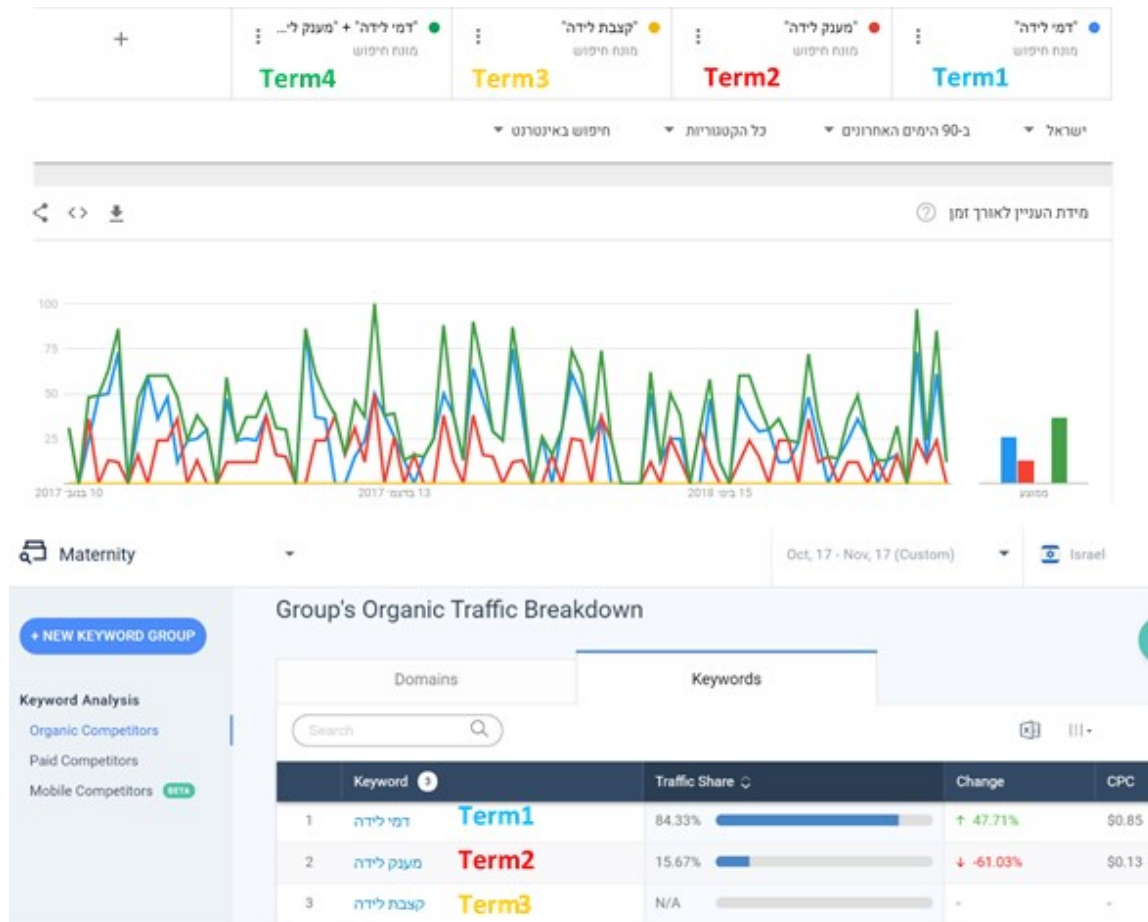 "דמי לידה"
מונח חיפוש
Term1
"מענק לידה"
מונח חיפוש
Term2
"קצבת לידה"
מונח חיפוש
Term3
"דמי לידה" + "מענק לי...
מונח חיפוש
Term4
+
ישראל
ב-90 הימים האחרונים
כל הקטגוריות
חיפוש באינטרנט
מידת העניין לאורך זמן ?
100
75
50
25
10 בנוב׳ 2017
13 בדצמ׳ 2017
15 בינו׳ 2018
ממוצע
Maternity
Oct, 17 - Nov, 17 (Custom)
Israel
+ NEW KEYWORD GROUP
Keyword Analysis
Organic Competitors
Paid Competitors
Mobile Competitors BETA
Group's Organic Traffic Breakdown
Domains
Keywords
Search
Keyword 3 Traffic Share Change CPC
1 דמי לידה Term1 84.33% ↑ 47.71% $0.85
2 מענק לידה Term2 15.67% ↓ -61.03% $0.13
3 קצבת לידה Term3 N/A - -